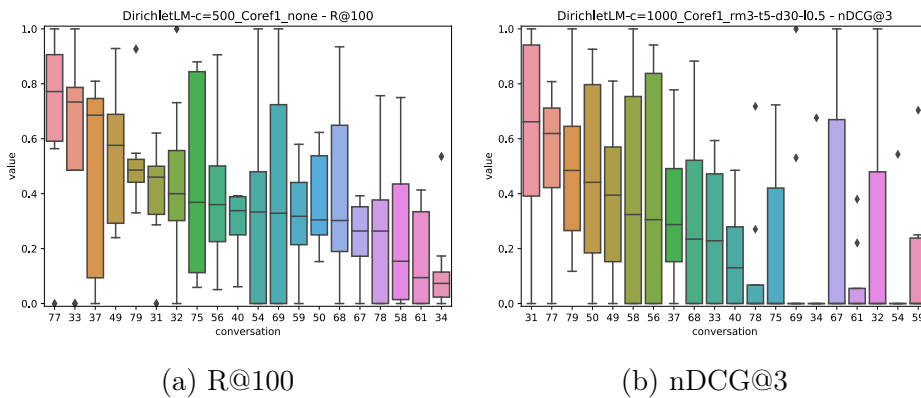 DirichletLM-c=500_Coref1_none - R@100
value
1.0
0.8
0.6
0.4
0.2
0.0
77 33 37 49 79 31 32 75 56 40 54 69 59 50 68 67 78 58 61 34
conversation
(a) R@100
DirichletLM-c=1000_Coref1_rm3-t5-d30-l0.5 - nDCG@3
value
1.0
0.8
0.6
0.4
0.2
0.0
31 77 79 50 49 58 56 37 68 33 40 78 75 69 34 67 61 32 54 59
conversation
(b) nDCG@3